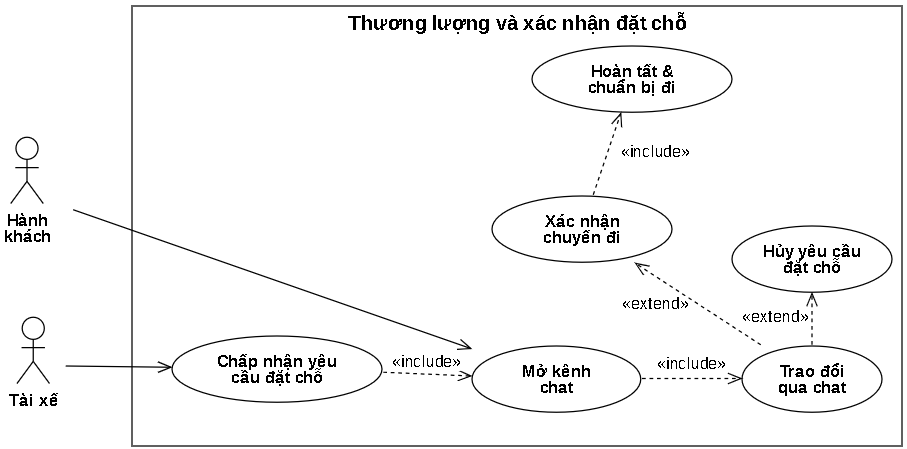 Thương lượng và xác nhận đặt chỗ
Hoàn tất &
chuẩn bị đi
«include»
Hành
khách
Xác nhận
chuyến đi
Hủy yêu cầu
đặt chỗ
«extend»
«extend»
Tài xế
Chấp nhận yêu
cầu đặt chỗ
«include»
Mở kênh
chat
«include»
Trao đổi
qua chat